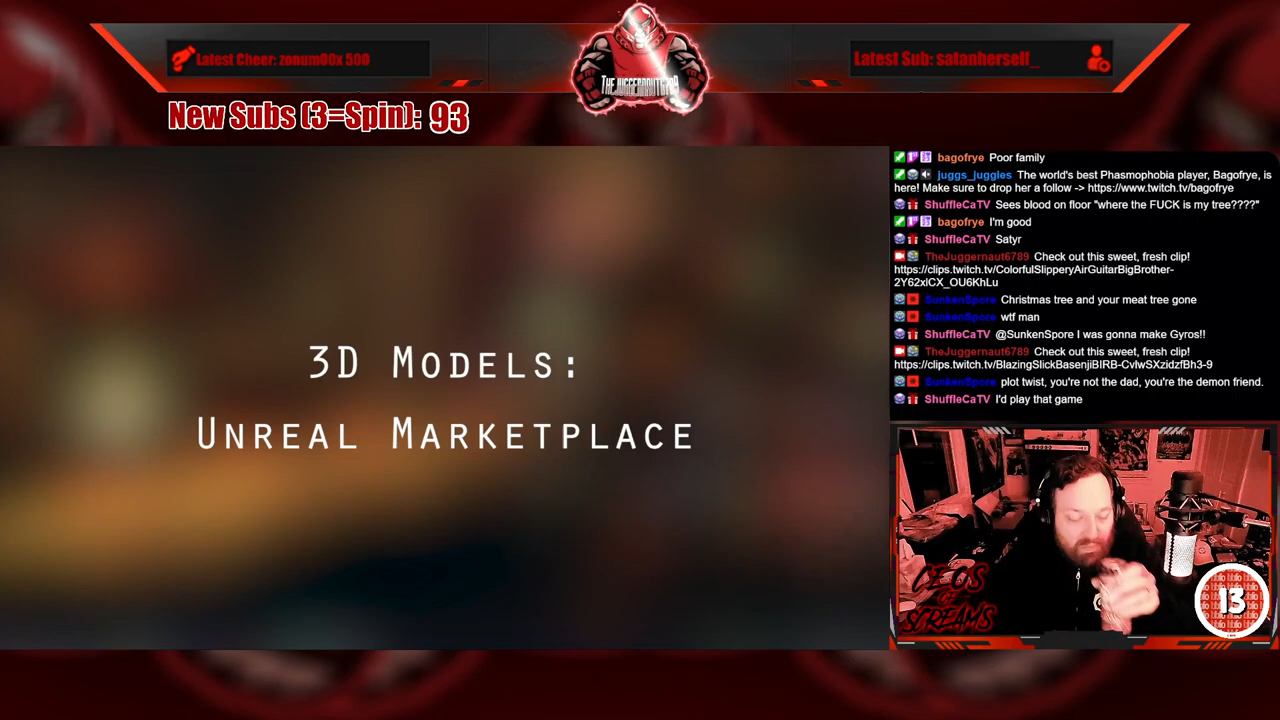 Latest Cheer: zonum00x 500
THEJUGGERNAUT6789
Latest Sub: satanherself_
New Subs (3=Spin): 93
3D Models:
Unreal Marketplace
bagofrye Poor family
juggs_juggles The world's best Phasmophobia player, Bagofrye, is
here! Make sure to drop her a follow -> https://www.twitch.tv/bagofrye
ShuffleCaTV Sees blood on floor "where the FUCK is my tree????"
bagofrye I'm good
ShuffleCaTV Satyr
TheJuggernaut6789 Check out this sweet, fresh clip!
https://clips.twitch.tv/ColorfulSlipperyAirGuitarBigBrother-
2Y62xlCX_OU6KhLu
SunkenSpore Christmas tree and your meat tree gone
SunkenSpore wtf man
ShuffleCaTV @SunkenSpore I was gonna make Gyros!!
TheJuggernaut6789 Check out this sweet, fresh clip!
https://clips.twitch.tv/BlazingSlickBasenjiBIRB-CvlwSXzidzfBh3-9
SunkenSpore plot twist, you're not the dad, you're the demon friend.
ShuffleCaTV I'd play that game
CEOS
OF
SCREAMS
13